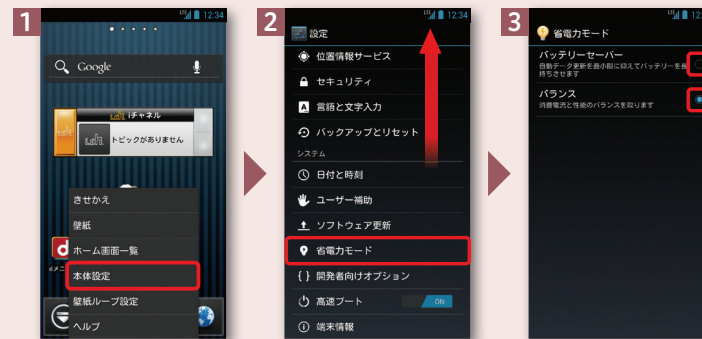 1
LTE 12:34
Google
iチャネル
トピックがありません
きせかえ
壁紙
ホーム画面一覧
本体設定
壁紙ループ設定
ヘルプ
2
LTE 12:34
設定
位置情報サービス
セキュリティ
A 言語と文字入力
バックアップとリセット
システム
日付と時刻
ユーザー補助
ソフトウェア更新
省電力モード
{ } 開発者向けオプション
高速ブート ON
端末情報
3
LTE 12:
省電力モード
バッテリーセーバー
自動データ更新を最小限に抑えてバッテリーを長
持ちさせます
バランス
消費電流と性能のバランスを取ります